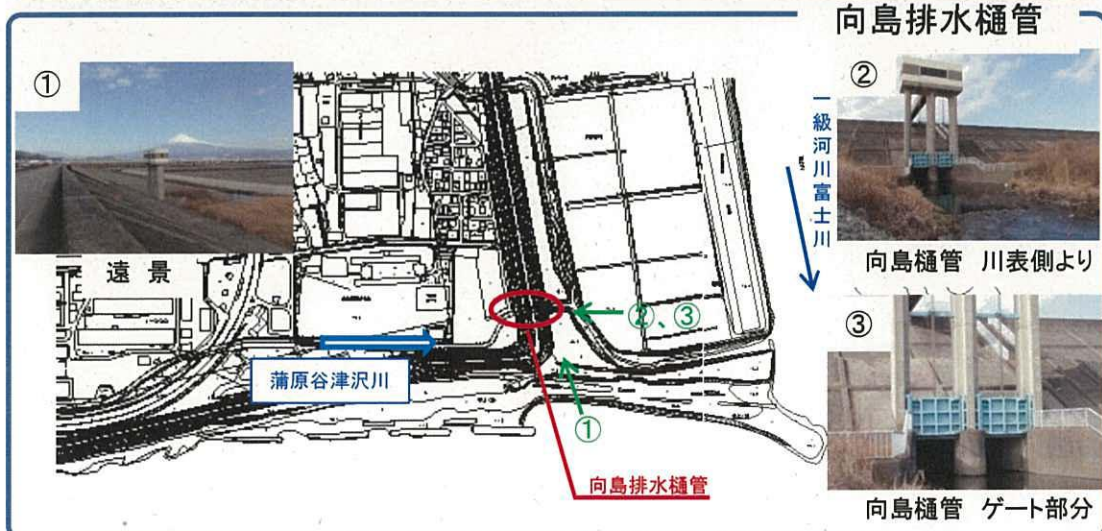 向島排水樋管
①
遠景
②
一級河川富士川
向島樋管 川表側より
②、③
蒲原谷津沢川
①
③
向島排水樋管
向島樋管 ゲート部分